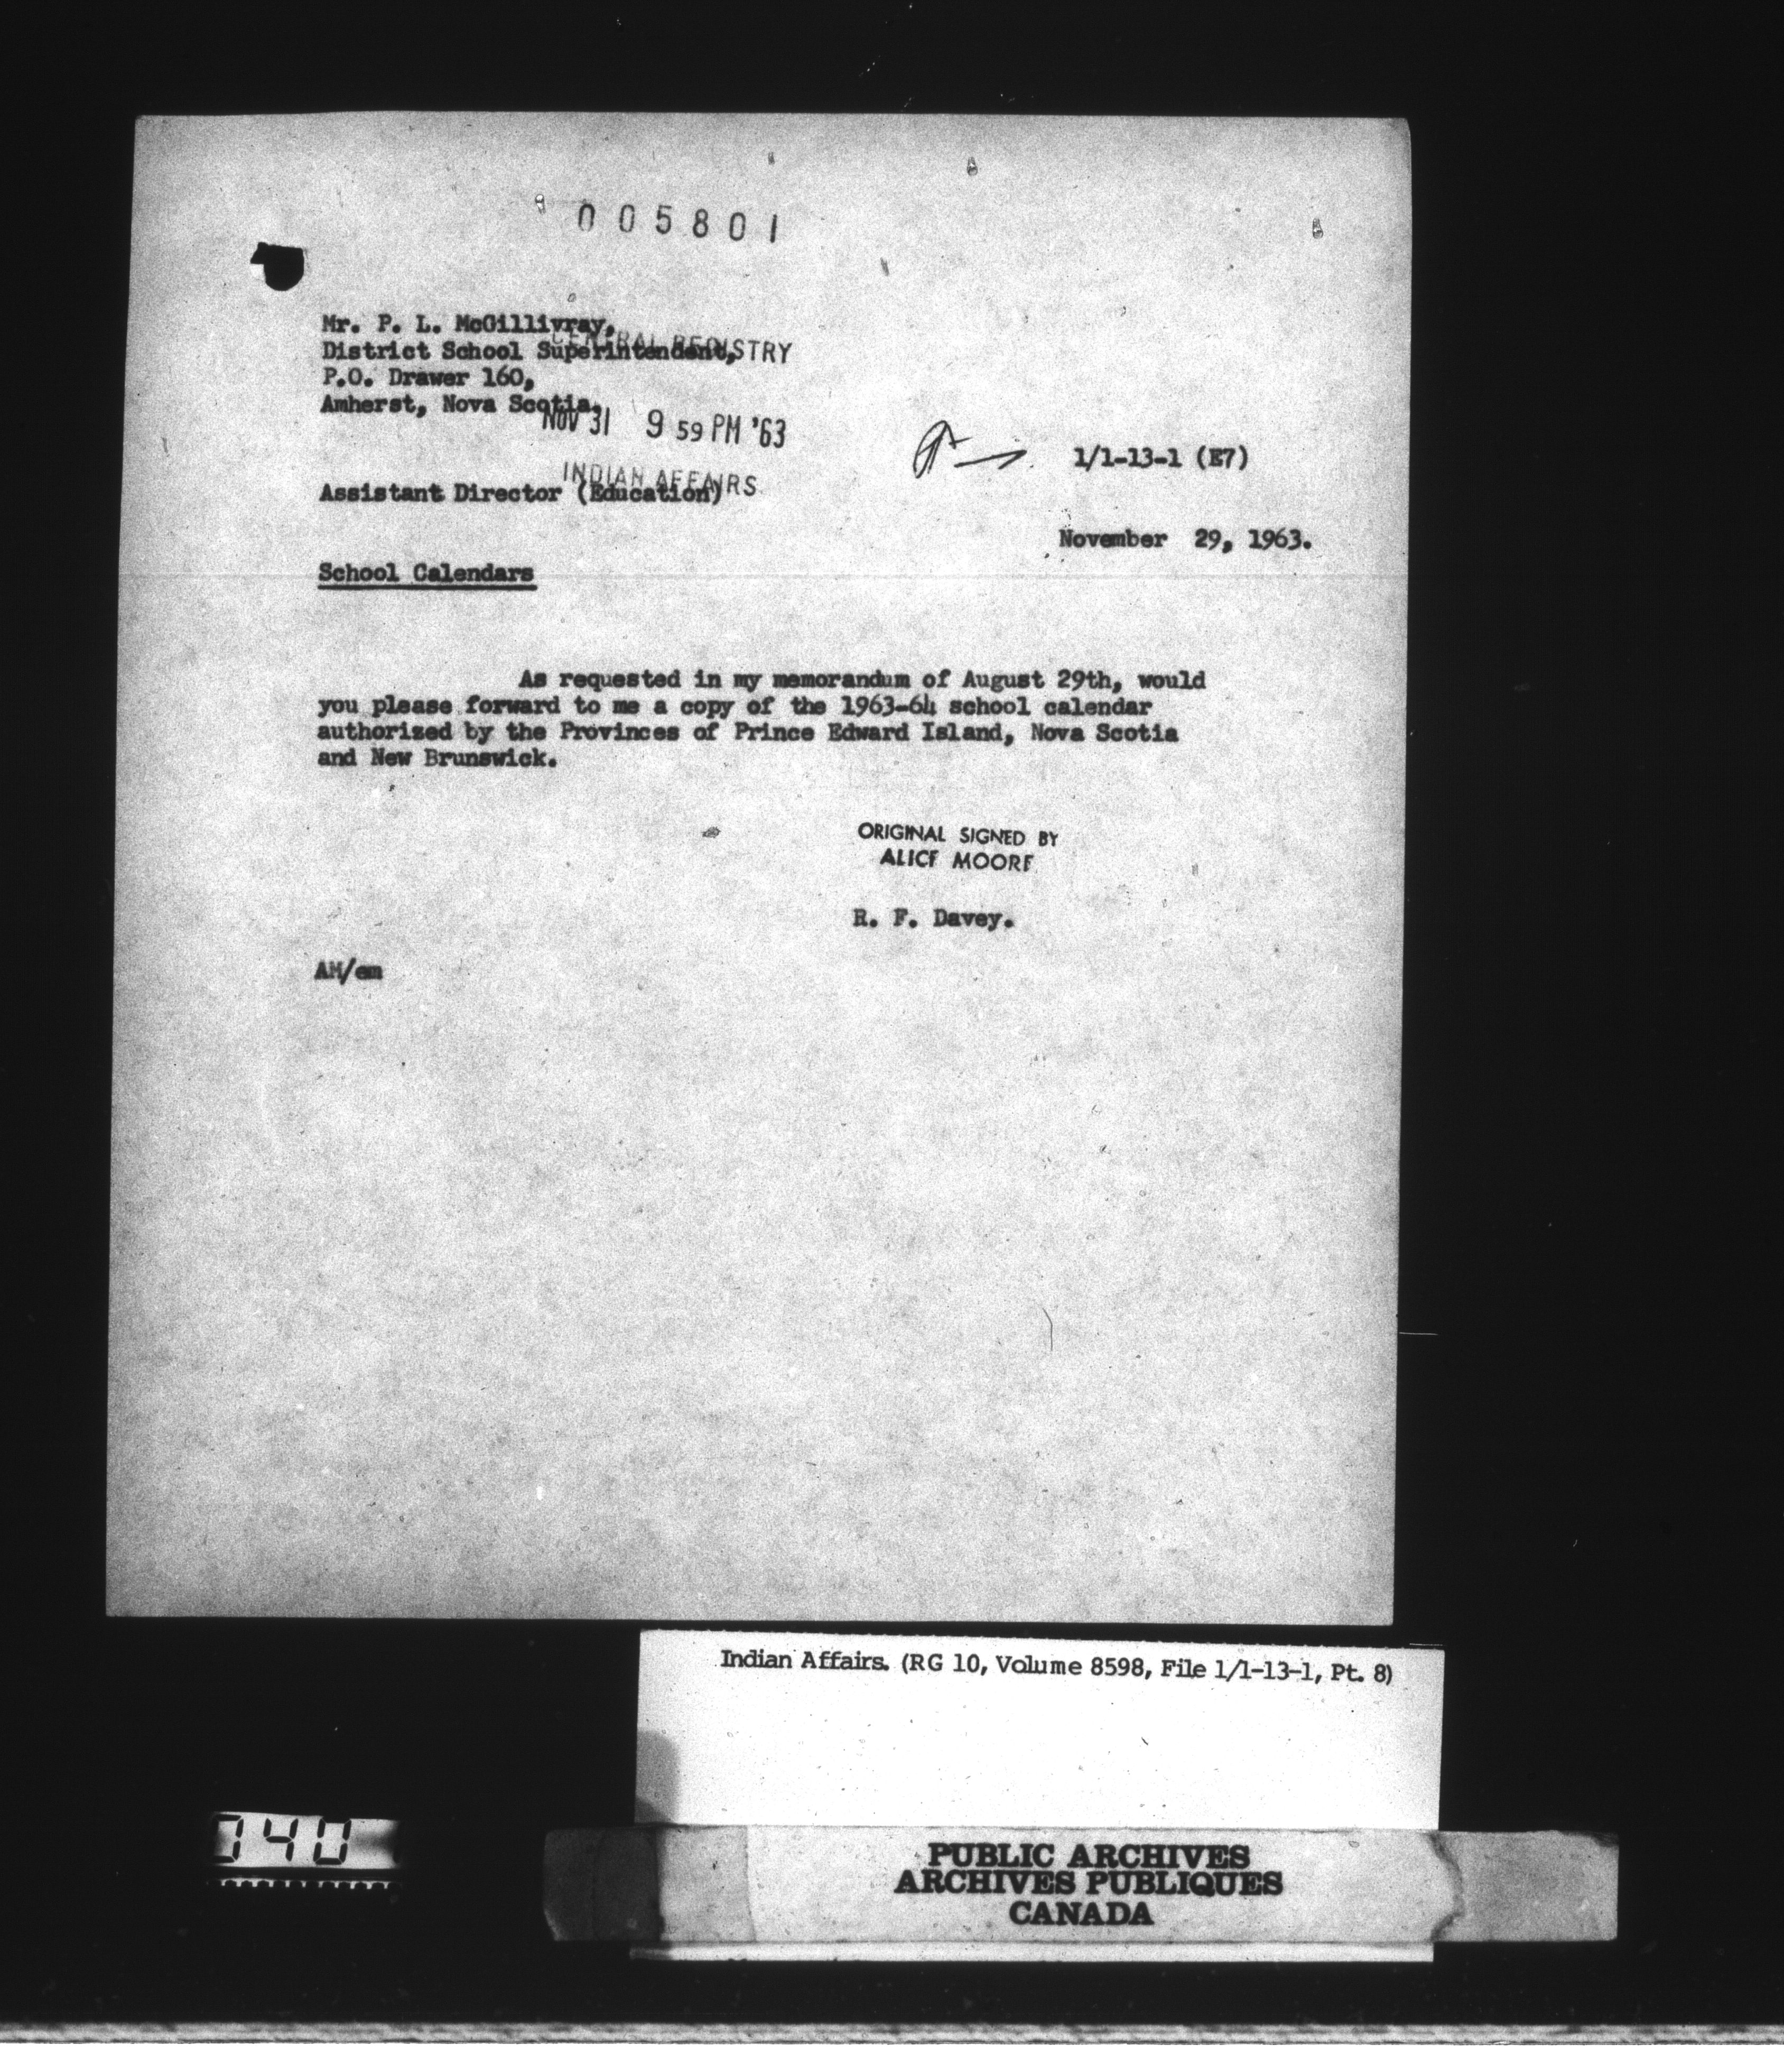 005801
Mr. P. L. McGillivray,
District School Superintendent,
P.O. Drawer 160,
Amherst, Nova Scotia.
CENTRAL REGISTRY
NOV 31 9 59 PM '63
INDIAN AFFAIRS
1/1-13-1 (E7)
Assistant Director (Education)
November 29, 1963.
School Calendars
As requested in my memorandum of August 29th, would
you please forward to me a copy of the 1963-64 school calendar
authorized by the Provinces of Prince Edward Island, Nova Scotia
and New Brunswick.
ORIGINAL SIGNED BY
ALICE MOORE
R. F. Davey.
AM/em
Indian Affairs. (RG 10, Volume 8598, File 1/1-13-1, Pt. 8)
740
PUBLIC ARCHIVES
ARCHIVES PUBLIQUES
CANADA